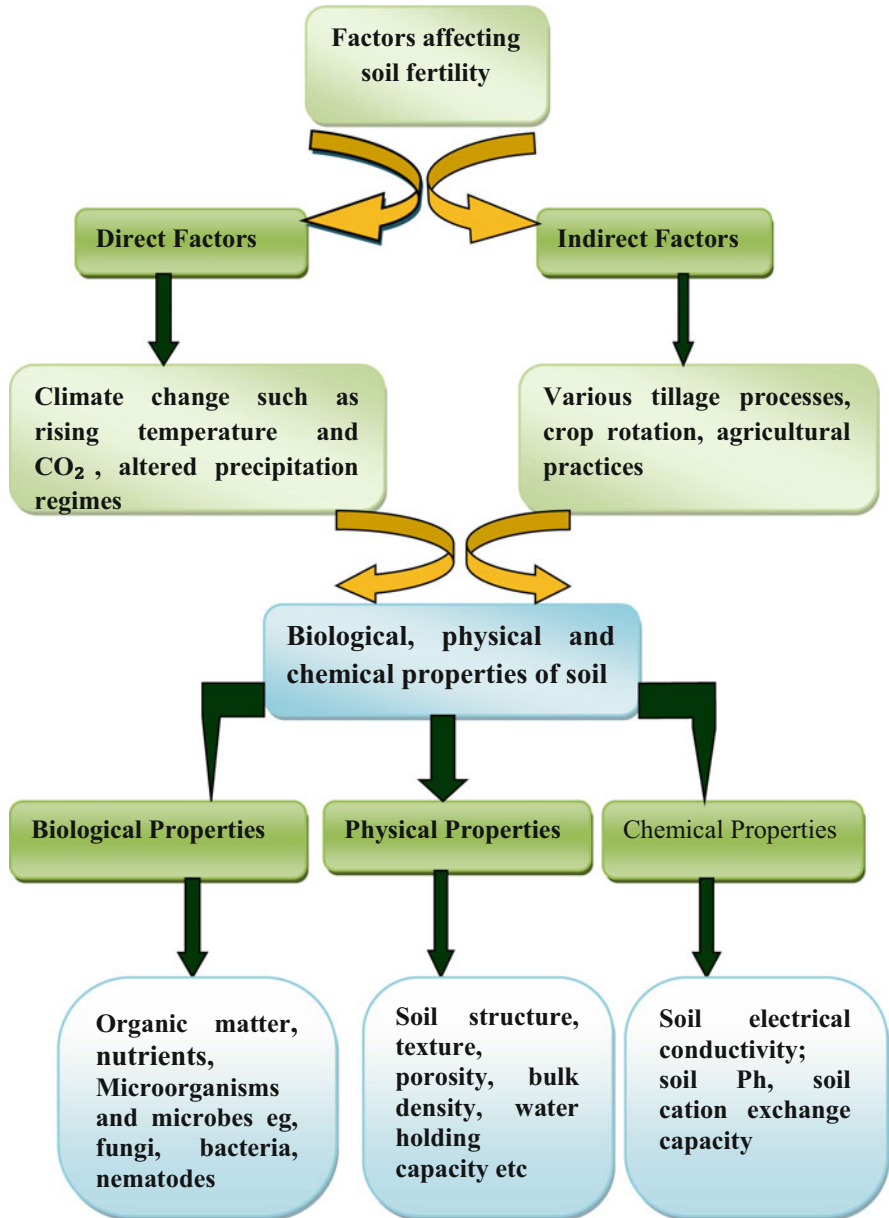 Factors affecting
soil fertility
Direct Factors
Indirect Factors
Climate change such as
rising temperature and
CO₂ , altered precipitation
regimes
Various tillage processes,
crop rotation, agricultural
practices
Biological, physical and
chemical properties of soil
Biological Properties
Physical Properties
Chemical Properties
Organic matter,
nutrients,
Microorganisms
and microbes eg,
fungi, bacteria,
nematodes
Soil structure,
texture,
porosity, bulk
density, water
holding
capacity etc
Soil electrical
conductivity;
soil Ph, soil
cation exchange
capacity